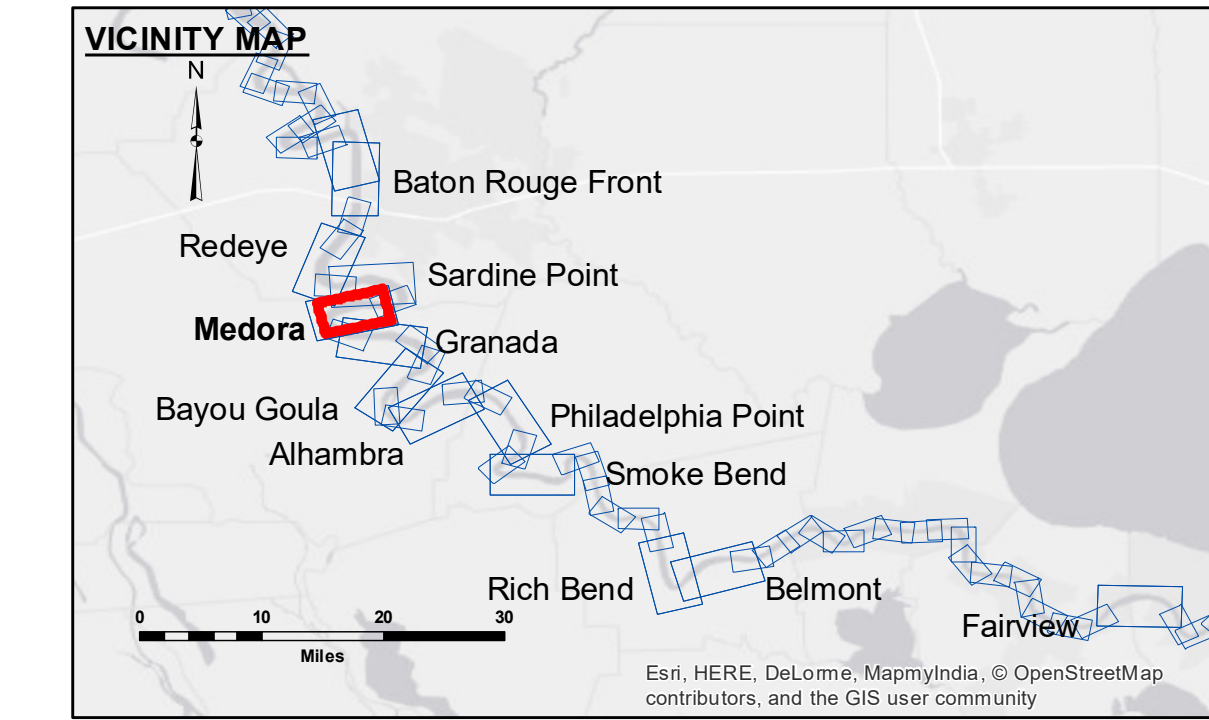 VICINITY MAP
N
Baton Rouge Front
Redeye
Sardine Point
Medora
Granada
Bayou Goula
Philadelphia Point
Alhambra
Smoke Bend
Rich Bend
Belmont
Fairview
0 10 20 30
Miles
Esri, HERE, DeLorme, MapmyIndia, © OpenStreetMap
contributors, and the GIS user community